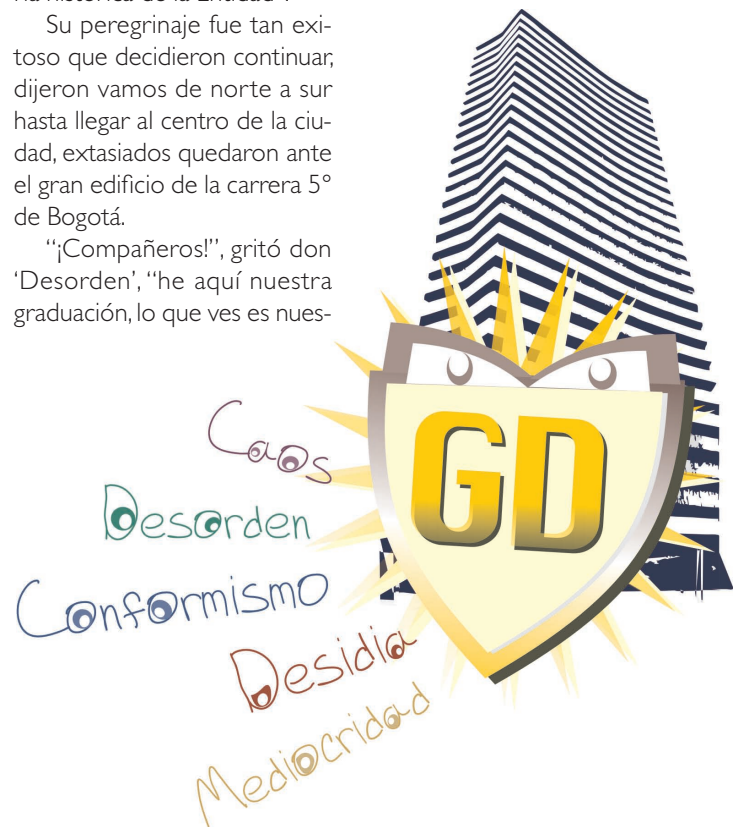 Su peregrinaje fue tan exi-
toso que decidieron continuar,
dijeron vamos de norte a sur
hasta llegar al centro de la ciu-
dad, extasiados quedaron ante
el gran edificio de la carrera 5°
de Bogotá.
“¡Compañeros!”, gritó don
‘Desorden’, “he aquí nuestra
graduación, lo que ves es nues-
GD
Caos
Desorden
Conformismo
Desidia
Mediocridad